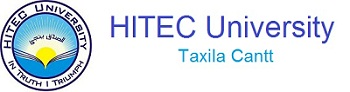 HITEC UNIVERSITY
الصدق ينجي
IN TRUTH I TRIUMPH
HITEC University
Taxila Cantt